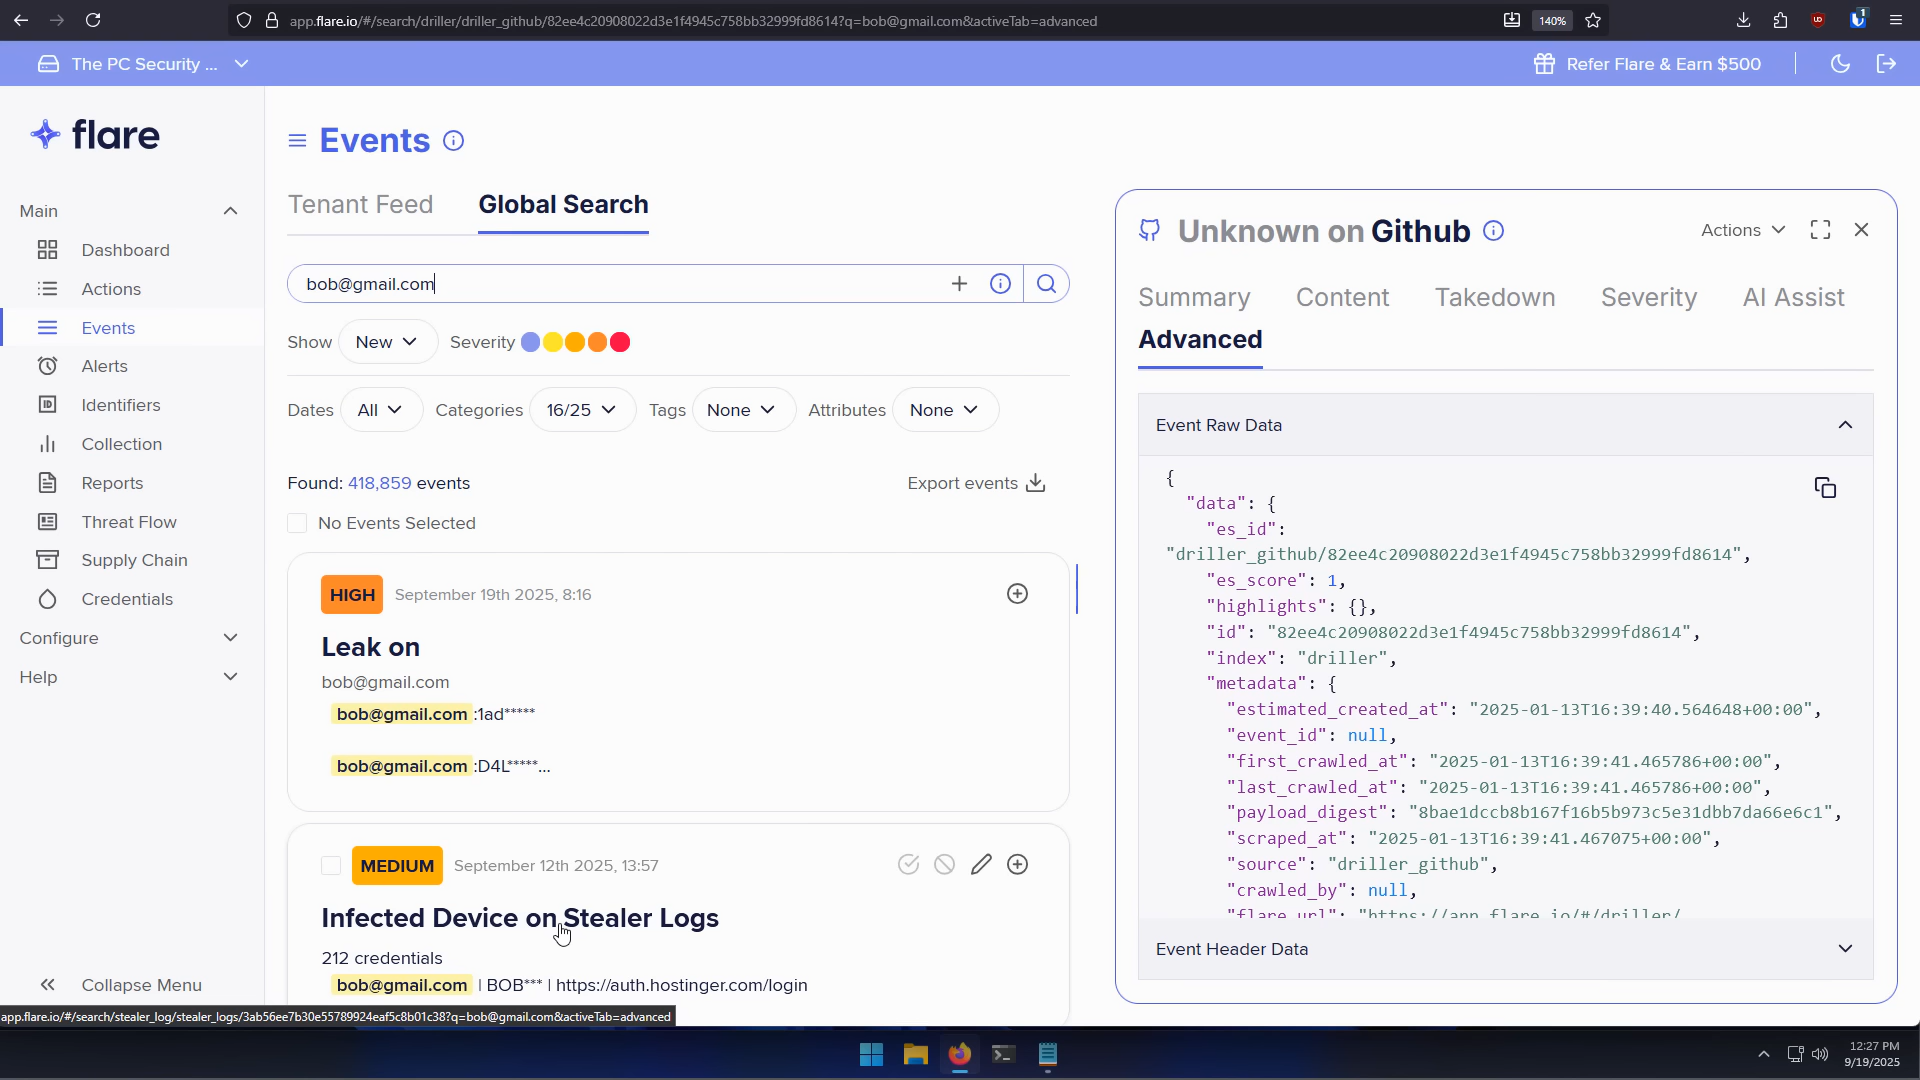 app.flare.io/#/search/driller/driller_github/82ee4c20908022d3e1f4945c758bb32999fd8614?q=bob@gmail.com&activeTab=advanced
140%
1
The PC Security ...
Refer Flare & Earn $500
flare
Main
Dashboard
Actions
Events
Alerts
Identifiers
Collection
Reports
Threat Flow
Supply Chain
Credentials
Configure
Help
Collapse Menu
Events
Tenant Feed
Global Search
bob@gmail.com
Show New Severity
Dates All Categories 16/25 Tags None Attributes None
Found: 418,859 events
Export events
No Events Selected
HIGH September 19th 2025, 8:16
Leak on
bob@gmail.com
bob@gmail.com :1ad*****
bob@gmail.com :D4L*****...
MEDIUM September 12th 2025, 13:57
Infected Device on Stealer Logs
212 credentials
bob@gmail.com | BOB*** | https://auth.hostinger.com/login
Unknown on Github
Actions
Summary Content Takedown Severity AI Assist
Advanced
Event Raw Data
{
"data": {
"es_id":
"driller_github/82ee4c20908022d3e1f4945c758bb32999fd8614",
"es_score": 1,
"highlights": {},
"id": "82ee4c20908022d3e1f4945c758bb32999fd8614",
"index": "driller",
"metadata": {
"estimated_created_at": "2025-01-13T16:39:40.564648+00:00",
"event_id": null,
"first_crawled_at": "2025-01-13T16:39:41.465786+00:00",
"last_crawled_at": "2025-01-13T16:39:41.465786+00:00",
"payload_digest": "8bae1dccb8b167f16b5b973c5e31dbb7da66e6c1",
"scraped_at": "2025-01-13T16:39:41.467075+00:00",
"source": "driller_github",
"crawled_by": null,
"flare_url": "https://app.flare.io/#/driller/
Event Header Data
app.flare.io/#/search/stealer_log/stealer_logs/3ab56ee7b30e55789924eaf5c8b01c38?q=bob@gmail.com&activeTab=advanced
12:27 PM
9/19/2025